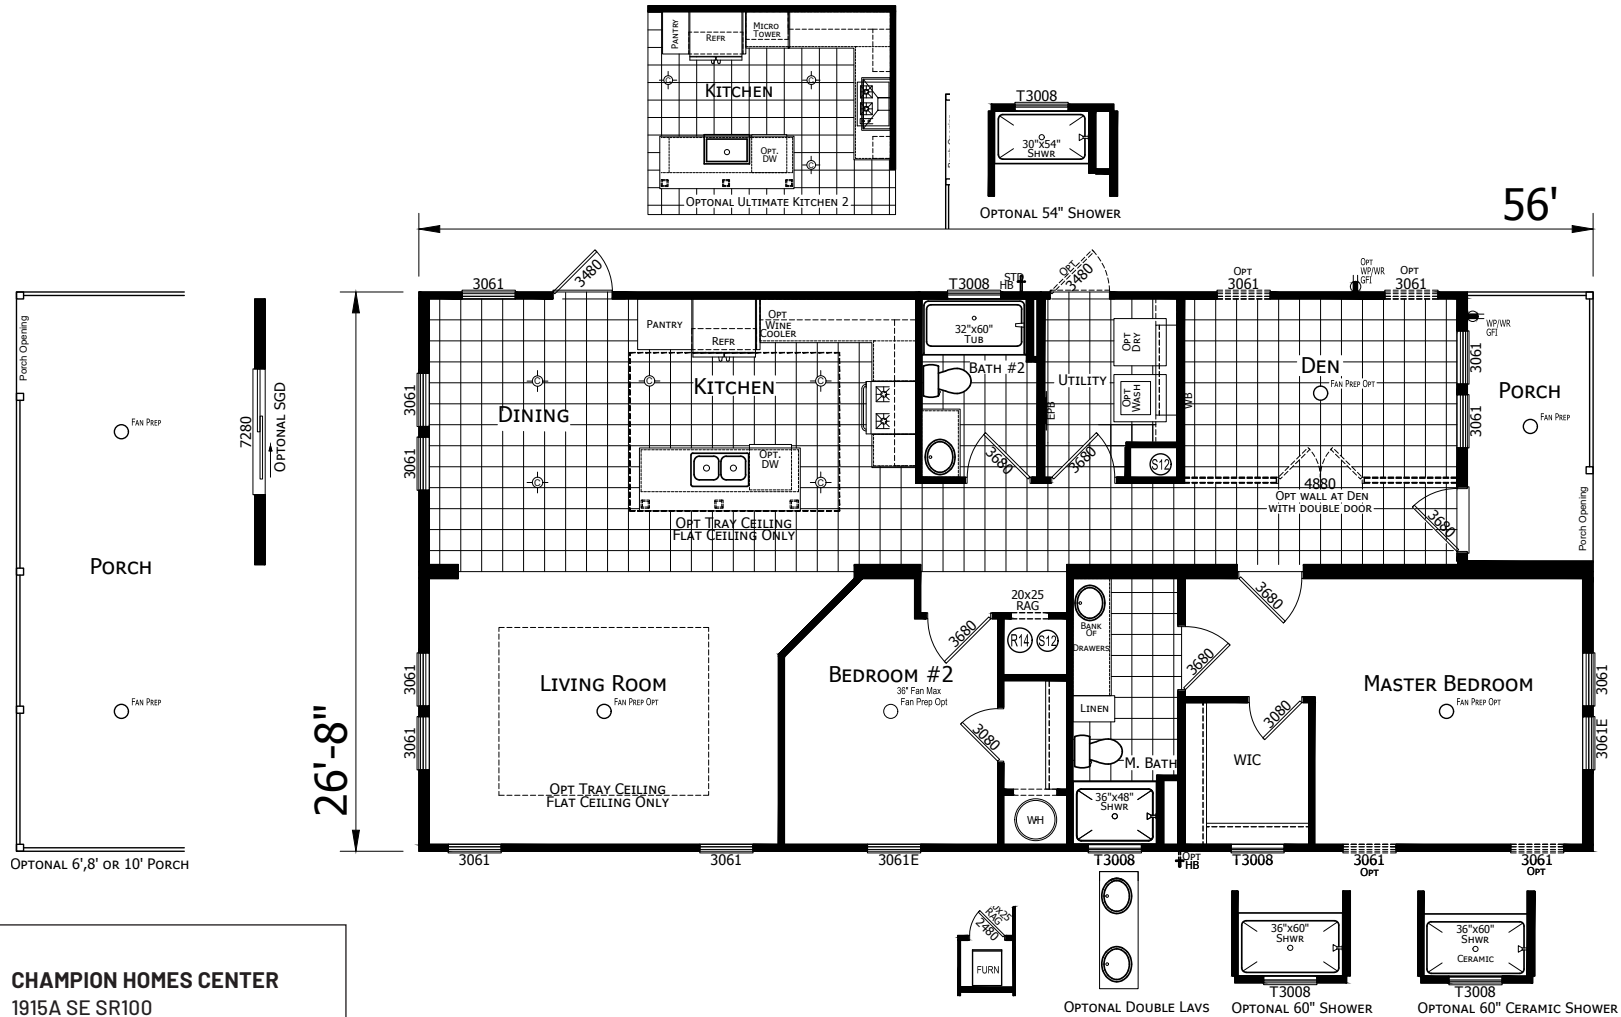 PANTRY
REFR
MICRO
TOWER
KITCHEN
OPT.
DW
OPTONAL ULTIMATE KITCHEN 2
T3008
30"x54"
SHWR
OPTONAL 54" SHOWER
56'
3061
3480
T3008
STD
HB
OPT
3480
OPT
3061
OPT
WP/WR
GFI
OPT
3061
Porch Opening
FAN PREP
PORCH
FAN PREP
OPTONAL 6',8' OR 10' PORCH
7280
OPTIONAL SGD
26'-8"
3061
3061
DINING
PANTRY
REFR
OPT
WINE
COOLER
KITCHEN
OPT.
DW
OPT TRAY CEILING
FLAT CEILING ONLY
32"x60"
TUB
BATH #2
3680
UTILITY
EPB
OPT
DRY
OPT
WASH
WB
3680
S12
DEN
FAN PREP OPT
4880
OPT WALL AT DEN
WITH DOUBLE DOOR
3061
3061
WP/WR
GFI
PORCH
FAN PREP
3680
Porch Opening
3061
3061
LIVING ROOM
FAN PREP OPT
OPT TRAY CEILING
FLAT CEILING ONLY
BEDROOM #2
36" Fan Max
Fan Prep Opt
3680
20x25
RAG
R14
S12
3080
WH
BANK
OF
DRAWERS
LINEN
M. BATH
36"x48"
SHWR
3680
3680
3080
WIC
MASTER BEDROOM
FAN PREP OPT
3061
3061E
3061
3061
3061E
T3008
OPT
HB
T3008
3061
OPT
3061
OPT
20x25
RAG
2480
FURN
OPTONAL DOUBLE LAVS
36"x60"
SHWR
T3008
OPTONAL 60" SHOWER
36"x60"
SHWR
CERAMIC
T3008
OPTONAL 60" CERAMIC SHOWER
CHAMPION HOMES CENTER
1915A SE SR100